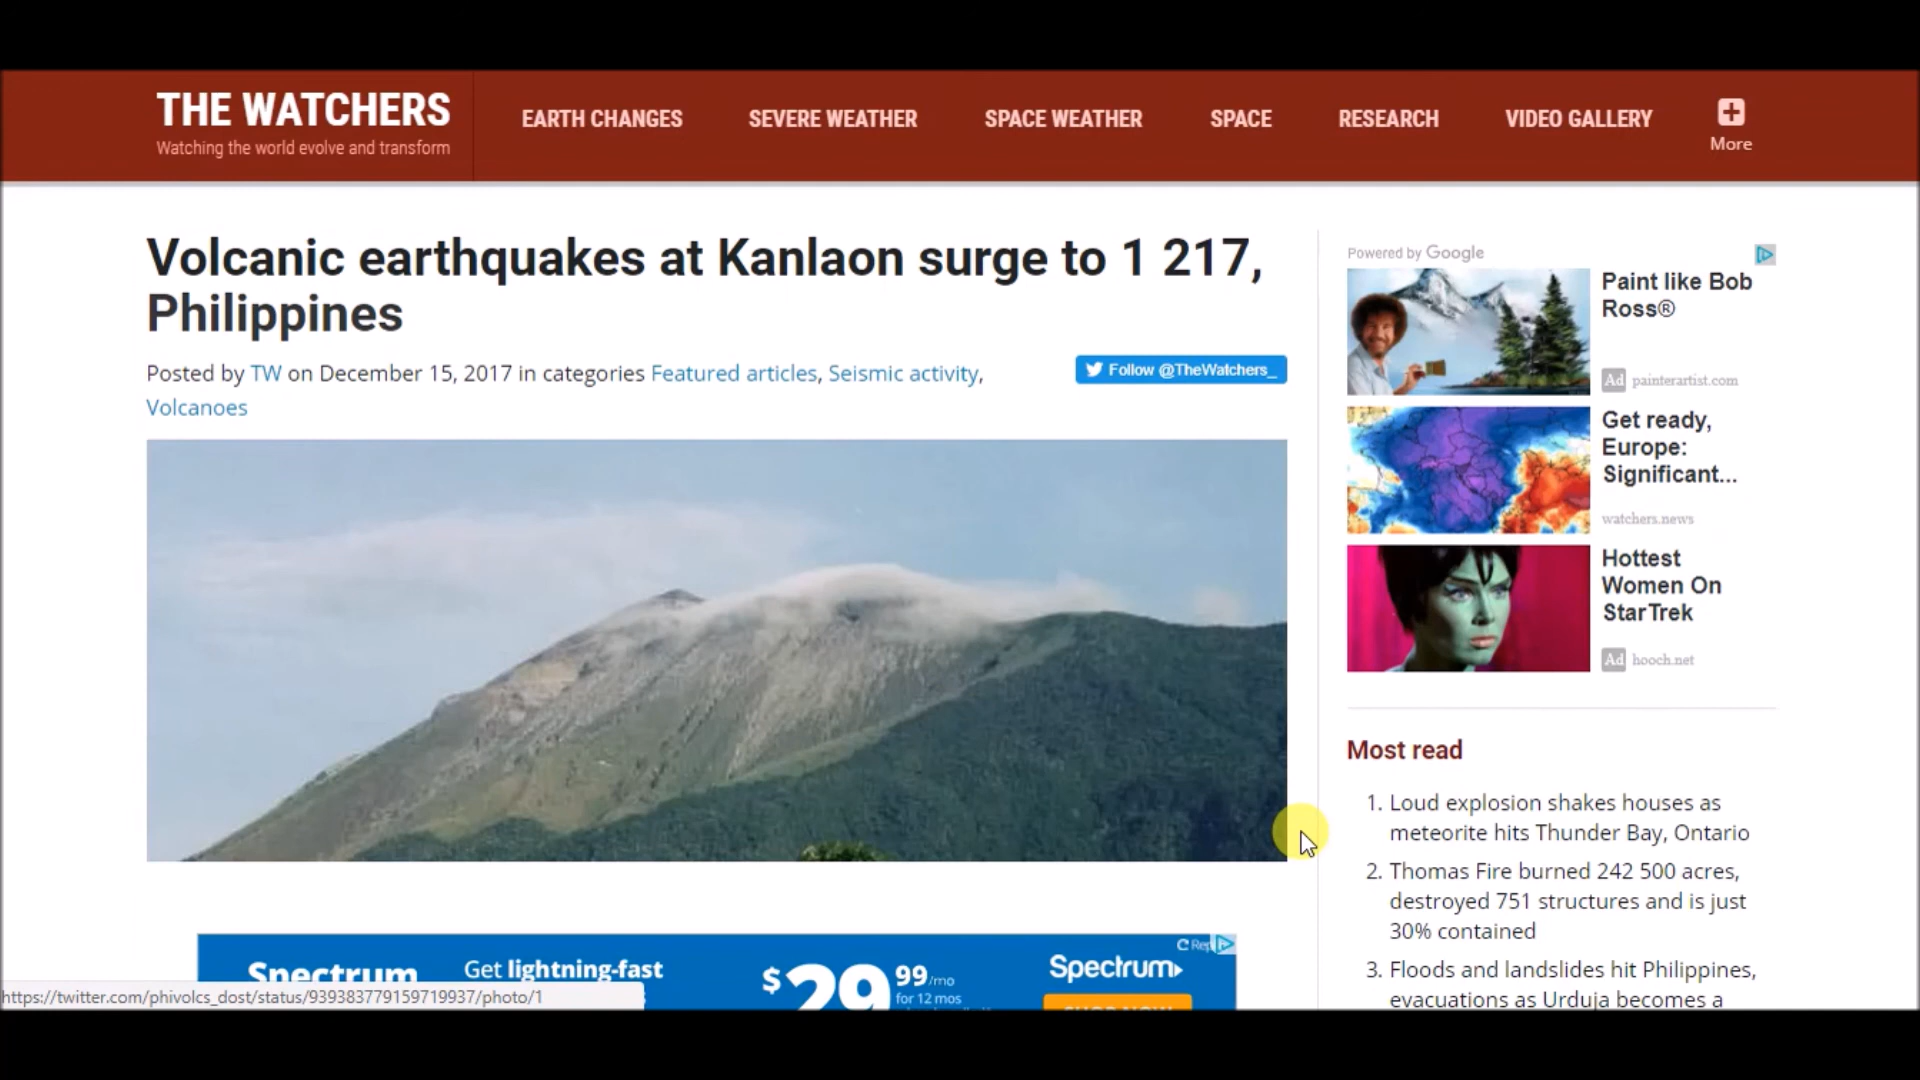 THE WATCHERS
Watching the world evolve and transform
EARTH CHANGES
SEVERE WEATHER
SPACE WEATHER
SPACE
RESEARCH
VIDEO GALLERY
More
Volcanic earthquakes at Kanlaon surge to 1 217,
Philippines
Posted by TW on December 15, 2017 in categories Featured articles, Seismic activity,
Volcanoes
Follow @TheWatchers_
Powered by Google
Paint like Bob
Ross®
Ad painterartist.com
Get ready,
Europe:
Significant...
watchers.news
Hottest
Women On
StarTrek
Ad hooch.net
Most read
1. Loud explosion shakes houses as
meteorite hits Thunder Bay, Ontario
2. Thomas Fire burned 242 500 acres,
destroyed 751 structures and is just
30% contained
3. Floods and landslides hit Philippines,
evacuations as Urduja becomes a
Spectrum
Get lightning-fast
$29 99/mo
for 12 mos
Spectrum
SHOP NOW
https://twitter.com/phivolcs_dost/status/939383779159719937/photo/1